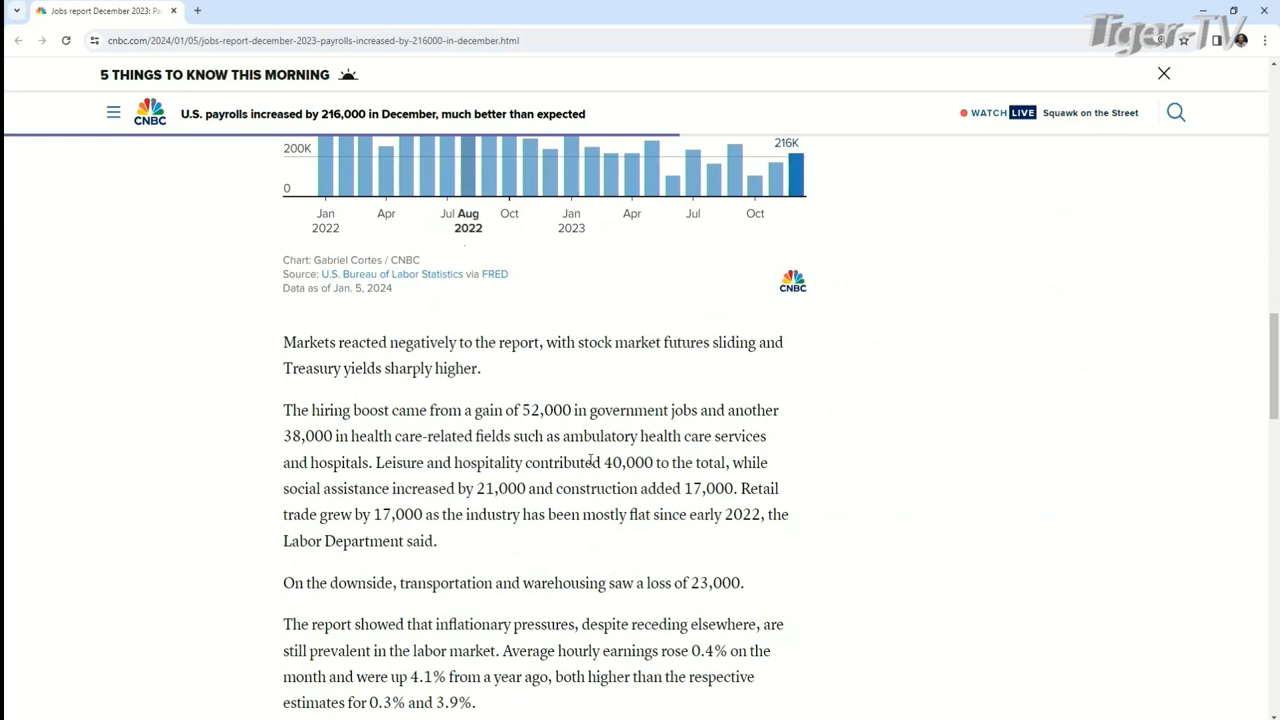 Jobs report December 2023: Pa
cnbc.com/2024/01/05/jobs-report-december-2023-payrolls-increased-by-216000-in-december.html
Tiger-TV
5 THINGS TO KNOW THIS MORNING
CNBC
U.S. payrolls increased by 216,000 in December, much better than expected
WATCH LIVE Squawk on the Street
216K
200K
0
Jan Apr Jul Aug Oct Jan Apr Jul Oct
2022 2022 2023
Chart: Gabriel Cortes / CNBC
Source: U.S. Bureau of Labor Statistics via FRED
Data as of Jan. 5, 2024
CNBC
Markets reacted negatively to the report, with stock market futures sliding and
Treasury yields sharply higher.
The hiring boost came from a gain of 52,000 in government jobs and another
38,000 in health care-related fields such as ambulatory health care services
and hospitals. Leisure and hospitality contributed 40,000 to the total, while
social assistance increased by 21,000 and construction added 17,000. Retail
trade grew by 17,000 as the industry has been mostly flat since early 2022, the
Labor Department said.
On the downside, transportation and warehousing saw a loss of 23,000.
The report showed that inflationary pressures, despite receding elsewhere, are
still prevalent in the labor market. Average hourly earnings rose 0.4% on the
month and were up 4.1% from a year ago, both higher than the respective
estimates for 0.3% and 3.9%.